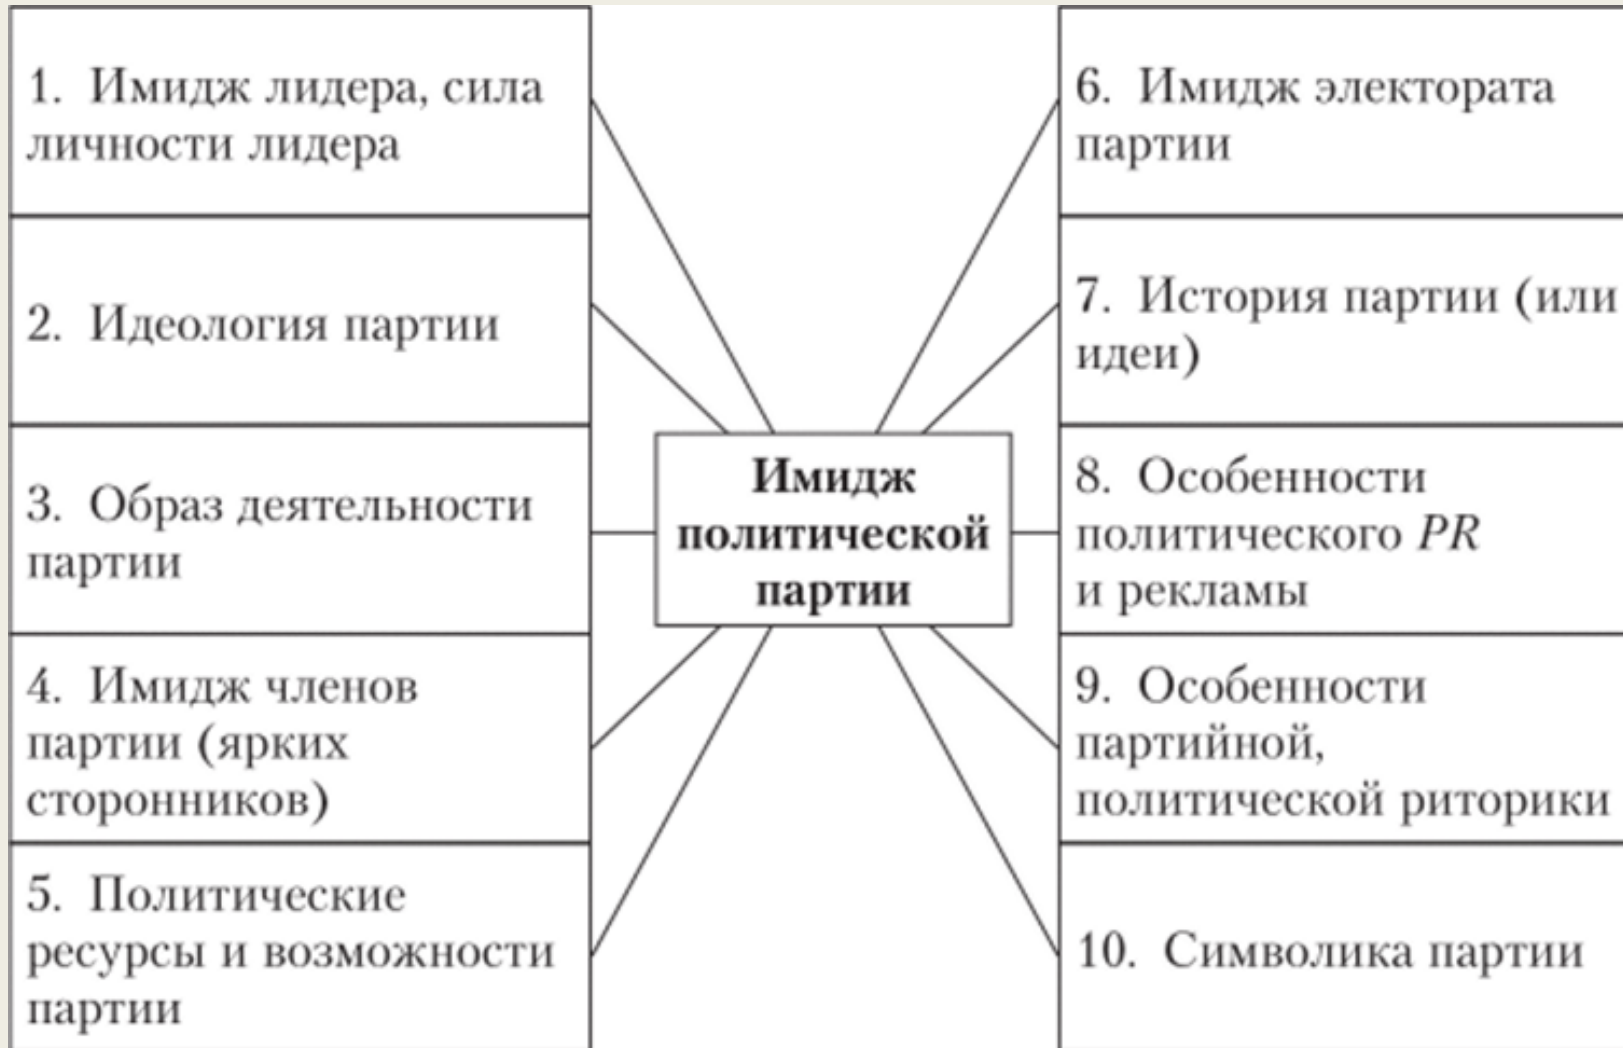 1. Имидж лидера, сила
личности лидера
2. Идеология партии
3. Образ деятельности
партии
4. Имидж членов
партии (ярких
сторонников)
5. Политические
ресурсы и возможности
партии
Имидж
политической
партии
6. Имидж электората
партии
7. История партии (или
идеи)
8. Особенности
политического PR
и рекламы
9. Особенности
партийной,
политической риторики
10. Символика партии